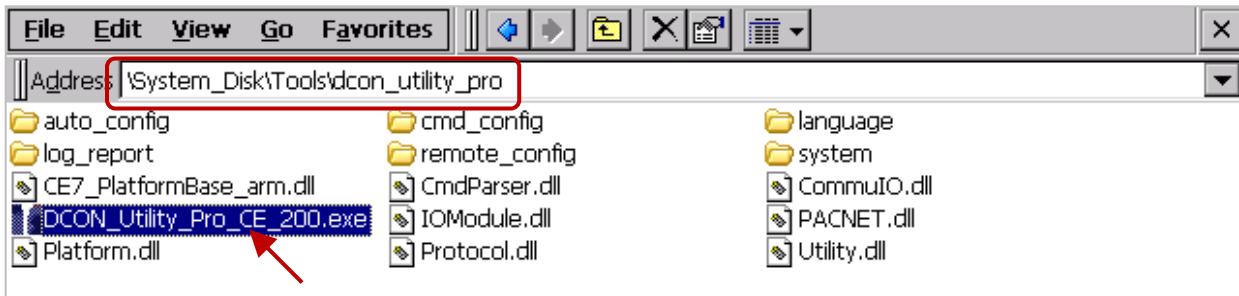 File Edit View Go Favorites
Address \System_Disk\Tools\dcon_utility_pro
auto_config cmd_config language
log_report remote_config system
CE7_PlatformBase_arm.dll CmdParser.dll CommuIO.dll
DCON_Utility_Pro_CE_200.exe IOModule.dll PACNET.dll
Platform.dll Protocol.dll Utility.dll